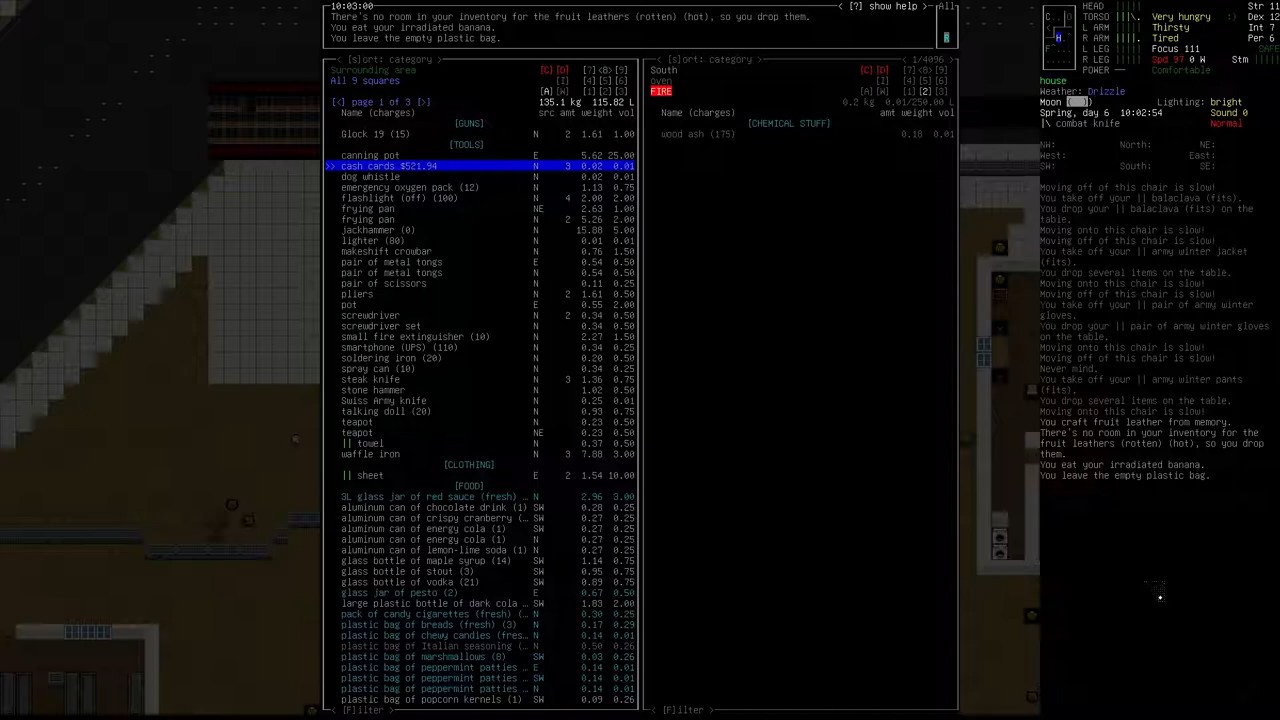 10:03:00
< [?] show help >
All
There's no room in your inventory for the fruit leathers (rotten) (hot), so you drop them.
You eat your irradiated banana.
You leave the empty plastic bag.
< [s]ort: category >
Surrounding area [C] [D] [7] <8> [9]
All 9 squares [I] [4] [5] [6]
[A] [W] [1] [2] [3]
[<] page 1 of 3 [>] 135.1 kg 115.82 L
Name (charges) src amt weight vol
[GUNS]
Glock 19 (15) N 2 1.61 1.00
[TOOLS]
canning pot E 5.62 25.00
>> cash cards $521.94 N 3 0.02 0.01
dog whistle N 0.02 0.01
emergency oxygen pack (12) N 1.13 0.75
flashlight (off) (100) N 4 2.00 2.00
frying pan NE 2.63 1.00
frying pan N 2 5.26 2.00
jackhammer (0) N 15.88 5.00
lighter (80) N 0.01 0.01
makeshift crowbar N 0.76 1.50
pair of metal tongs E 0.54 0.50
pair of metal tongs N 0.54 0.50
pair of scissors N 0.11 0.25
pliers N 2 1.61 0.50
pot E 0.55 2.00
screwdriver N 2 0.34 0.50
screwdriver set N 0.34 0.50
small fire extinguisher (10) N 2.27 1.50
smartphone (UPS) (110) N 0.34 0.25
soldering iron (20) N 0.20 0.50
spray can (10) N 0.34 0.25
steak knife N 3 1.36 0.75
stone hammer N 1.02 0.50
Swiss Army knife N 0.25 0.01
talking doll (20) N 0.93 0.75
teapot N 0.23 0.50
teapot NE 0.23 0.50
|| towel N 0.37 0.50
waffle iron N 3 7.88 3.00
[CLOTHING]
|| sheet E 2 1.54 10.00
[FOOD]
3L glass jar of red sauce (fresh) … N 2.96 3.00
aluminum can of chocolate drink (1) SW 0.28 0.25
aluminum can of crispy cranberry (… SW 0.27 0.25
aluminum can of energy cola (1) SW 0.27 0.25
aluminum can of energy cola (1) N 0.27 0.25
aluminum can of lemon-lime soda (1) N 0.27 0.25
glass bottle of maple syrup (14) SW 1.14 0.75
glass bottle of stout (3) SW 0.95 0.75
glass bottle of vodka (21) SW 0.89 0.75
glass jar of pesto (2) E 0.67 0.50
large plastic bottle of dark cola … SW 1.83 2.00
pack of candy cigarettes (fresh) (… N 0.30 0.25
plastic bag of breads (fresh) (3) N 0.17 0.29
plastic bag of chewy candies (fres… N 0.14 0.01
plastic bag of Italian seasoning (… N 0.50 0.26
plastic bag of marshmallows (8) SW 0.03 0.26
plastic bag of peppermint patties … E 0.14 0.01
plastic bag of peppermint patties … SW 0.14 0.01
plastic bag of peppermint patties … N 0.14 0.01
plastic bag of popcorn kernels (1) SW 0.09 0.26
< [F]ilter >
< [s]ort: category >
< 1/4096 >
South [C] [D] [7] <8> [9]
oven [I] [4] [5] [6]
FIRE [A] [W] [1] [2] [3]
0.2 kg 0.01/250.00 L
Name (charges) amt weight vol
[CHEMICAL STUFF]
wood ash (175) 0.18 0.01
< [F]ilter >
HEAD Str 11
TORSO Very hungry :) Dex 12
L ARM Thirsty Int 7
R ARM Tired Per 6
L LEG Focus 111 SAFE
R LEG Spd 97 0 W Stm
POWER -- Comfortable
house
Weather: Drizzle
Moon ( ) Lighting: bright
Spring, day 6 10:02:54 Sound 0
|\ combat knife Normal
NW: North: NE:
West: East:
SW: South: SE:
Moving off of this chair is slow!
You take off your || balaclava (fits).
You drop your || balaclava (fits) on the
table.
Moving onto this chair is slow!
Moving off of this chair is slow!
You take off your || army winter jacket
(fits).
You drop several items on the table.
Moving onto this chair is slow!
Moving off of this chair is slow!
You take off your || pair of army winter
gloves.
You drop your || pair of army winter gloves
on the table.
Moving onto this chair is slow!
Moving off of this chair is slow!
Never mind.
You take off your || army winter pants
(fits).
You drop several items on the table.
Moving onto this chair is slow!
You craft fruit leather from memory.
There's no room in your inventory for the
fruit leathers (rotten) (hot), so you drop
them.
You eat your irradiated banana.
You leave the empty plastic bag.